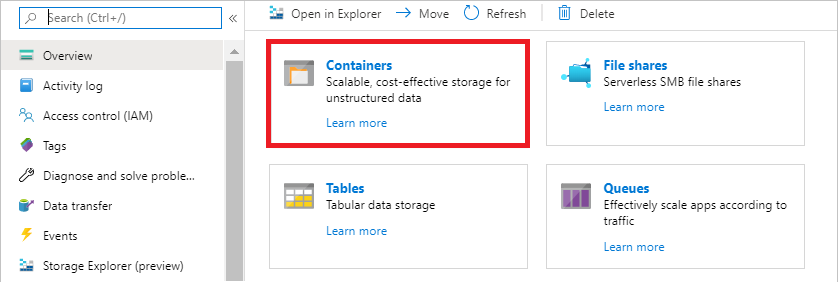 Search (Ctrl+/)
Overview
Activity log
Access control (IAM)
Tags
Diagnose and solve proble...
Data transfer
Events
Storage Explorer (preview)
Open in Explorer
Move
Refresh
Delete
Containers
Scalable, cost-effective storage for
unstructured data
Learn more
File shares
Serverless SMB file shares
Learn more
Tables
Tabular data storage
Learn more
Queues
Effectively scale apps according to
traffic
Learn more